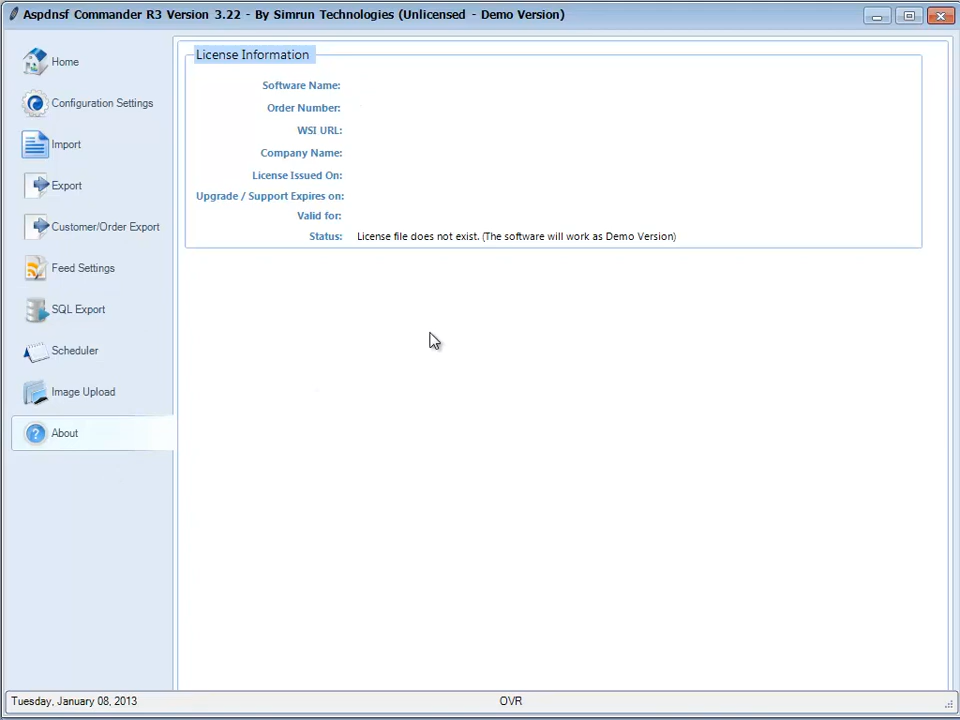 Aspdnsf Commander R3 Version 3.22 - By Simrun Technologies (Unlicensed - Demo Version)
Home
Configuration Settings
Import
Export
Customer/Order Export
Feed Settings
SQL Export
Scheduler
Image Upload
About
License Information
Software Name:
Order Number:
WSI URL:
Company Name:
License Issued On:
Upgrade / Support Expires on:
Valid for:
Status: License file does not exist. (The software will work as Demo Version)
Tuesday, January 08, 2013 OVR